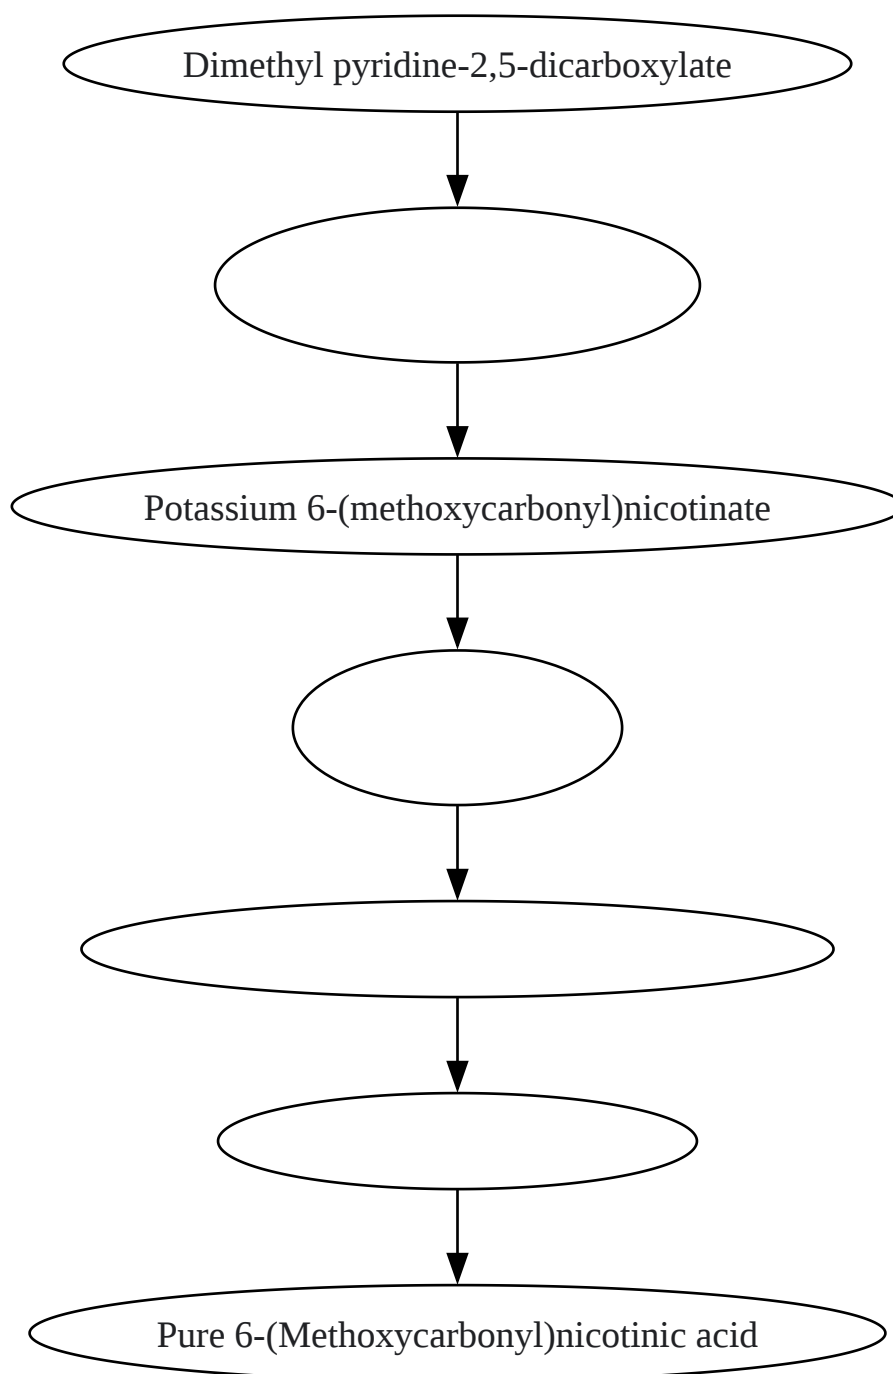 Dimethyl pyridine-2,5-dicarboxylate
Potassium 6-(methoxycarbonyl)nicotinate
Pure 6-(Methoxycarbonyl)nicotinic acid